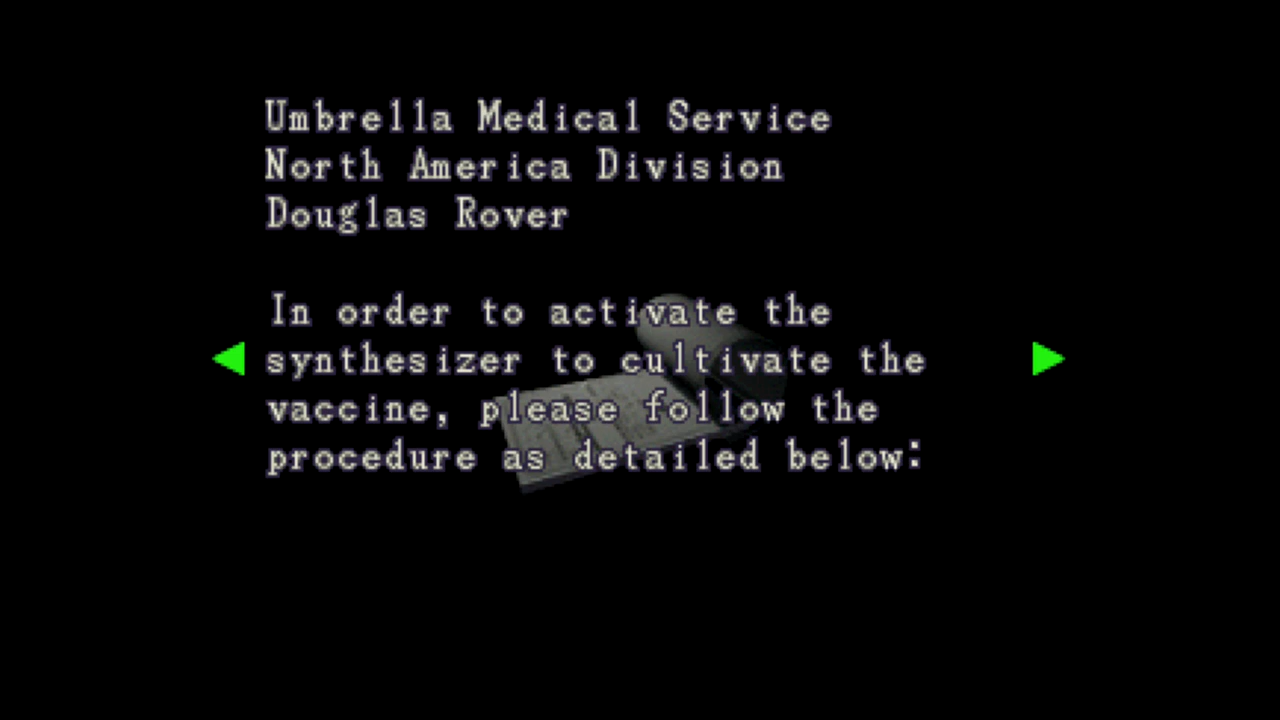 Umbrella Medical Service
North America Division
Douglas Rover
In order to activate the
synthesizer to cultivate the
vaccine, please follow the
procedure as detailed below: